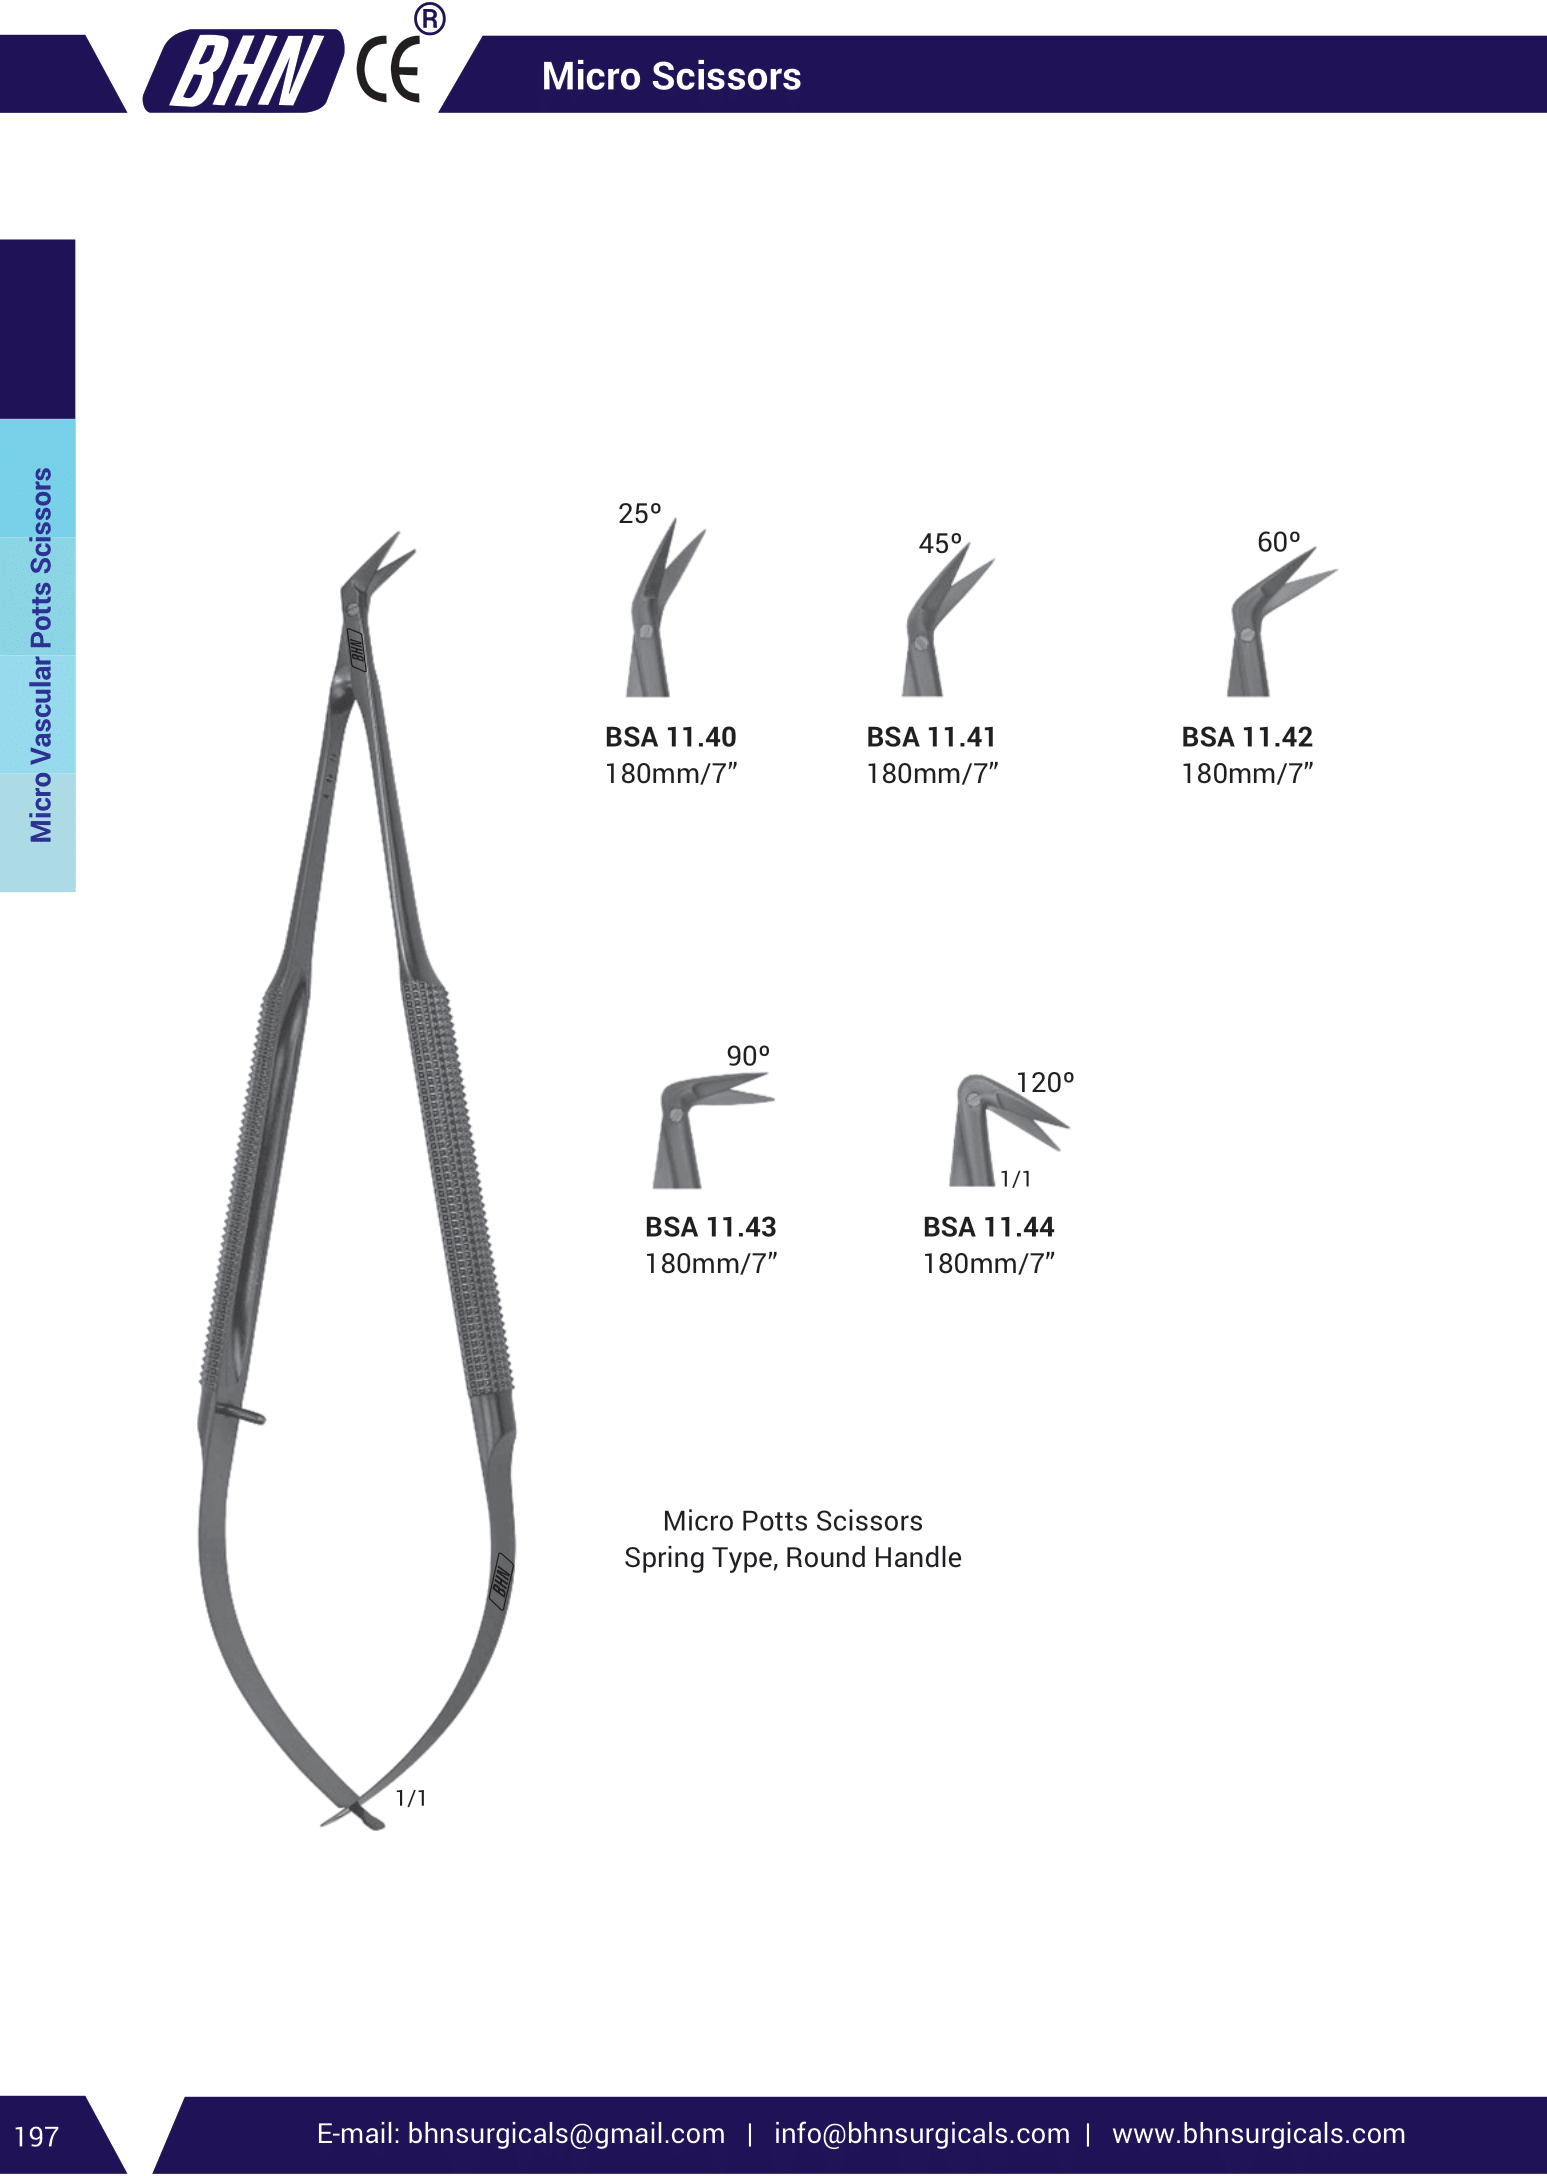 BHN CE ®
Micro Scissors
Micro Vascular Potts Scissors
25º
45º
60º
BHN
BSA 11.40
180mm/7”
BSA 11.41
180mm/7”
BSA 11.42
180mm/7”
90º
120º
1/1
BSA 11.43
180mm/7”
BSA 11.44
180mm/7”
Micro Potts Scissors
Spring Type, Round Handle
BHN
1/1
197
E-mail: bhnsurgicals@gmail.com | info@bhnsurgicals.com | www.bhnsurgicals.com